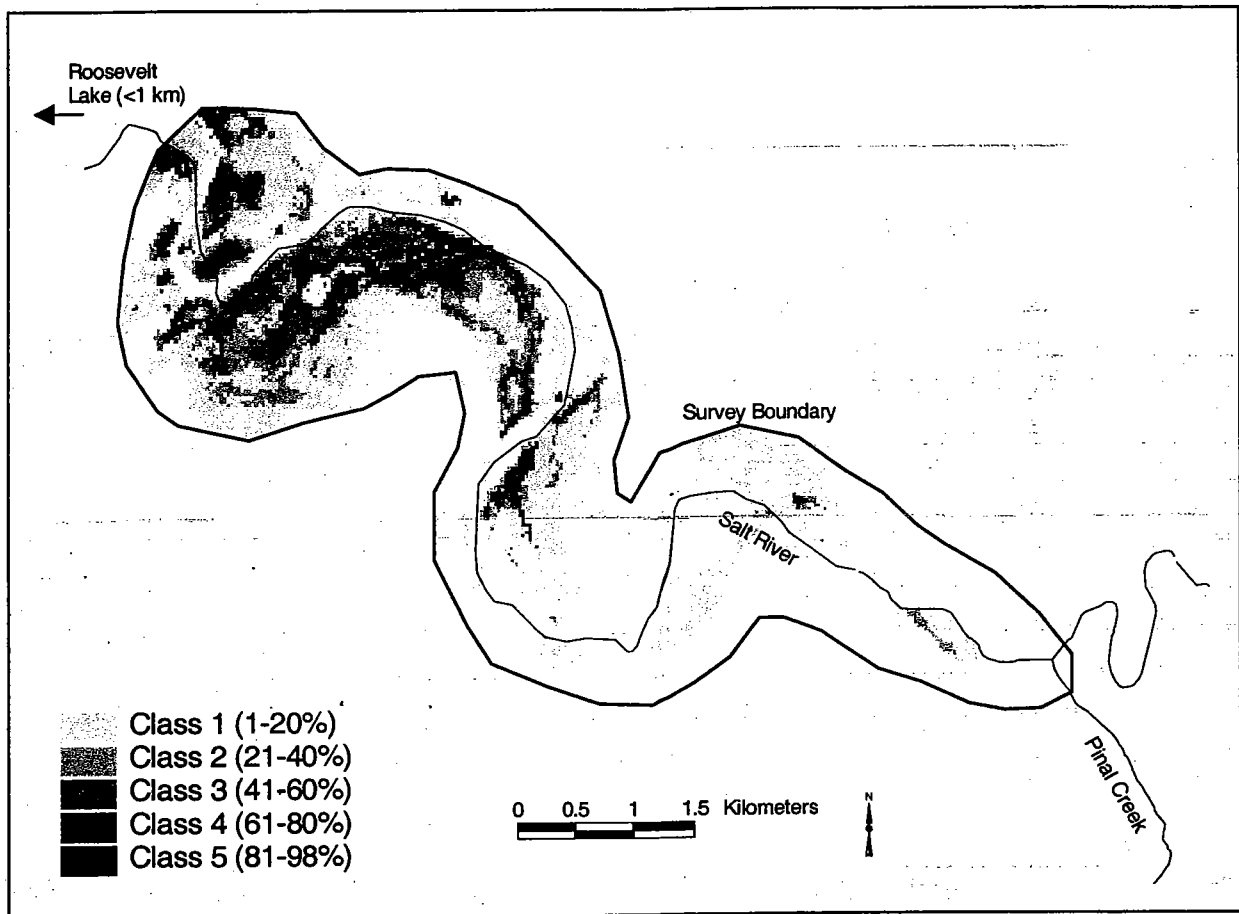 Roosevelt
Lake (<1 km)
Survey Boundary
Salt River
Pinal Creek
Class 1 (1-20%)
Class 2 (21-40%)
Class 3 (41-60%)
Class 4 (61-80%)
Class 5 (81-98%)
0 0.5 1 1.5 Kilometers
N